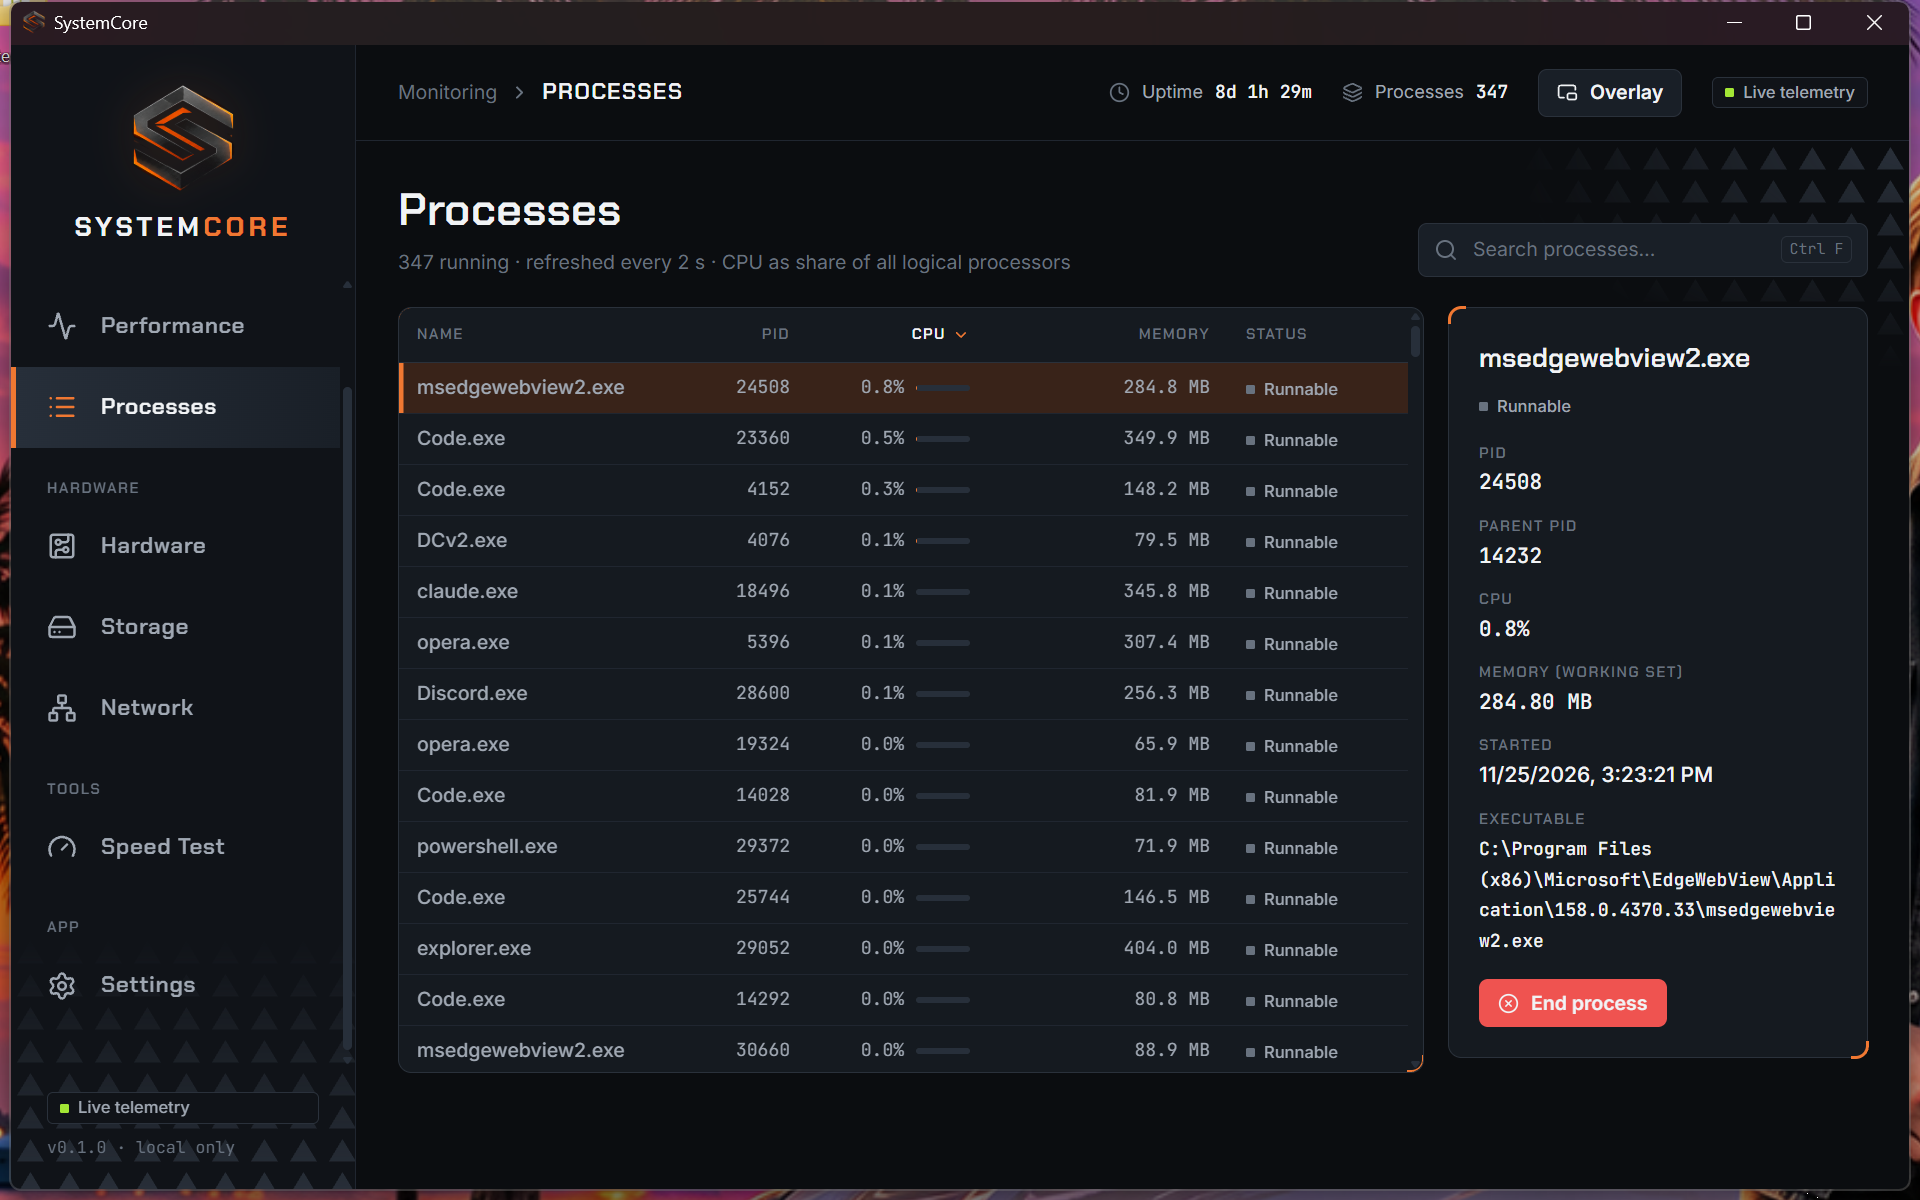 SystemCore
SYSTEMCORE
Performance
Processes
HARDWARE
Hardware
Storage
Network
TOOLS
Speed Test
APP
Settings
Live telemetry
v0.1.0 · local only
Monitoring > PROCESSES
Uptime 8d 1h 29m
Processes 347
Overlay
Live telemetry
Processes
347 running · refreshed every 2 s · CPU as share of all logical processors
Search processes... Ctrl F
NAME PID CPU MEMORY STATUS
msedgewebview2.exe 24508 0.8% 284.8 MB Runnable
Code.exe 23360 0.5% 349.9 MB Runnable
Code.exe 4152 0.3% 148.2 MB Runnable
DCv2.exe 4076 0.1% 79.5 MB Runnable
claude.exe 18496 0.1% 345.8 MB Runnable
opera.exe 5396 0.1% 307.4 MB Runnable
Discord.exe 28600 0.1% 256.3 MB Runnable
opera.exe 19324 0.0% 65.9 MB Runnable
Code.exe 14028 0.0% 81.9 MB Runnable
powershell.exe 29372 0.0% 71.9 MB Runnable
Code.exe 25744 0.0% 146.5 MB Runnable
explorer.exe 29052 0.0% 404.0 MB Runnable
Code.exe 14292 0.0% 80.8 MB Runnable
msedgewebview2.exe 30660 0.0% 88.9 MB Runnable
msedgewebview2.exe
Runnable
PID
24508
PARENT PID
14232
CPU
0.8%
MEMORY (WORKING SET)
284.80 MB
STARTED
11/25/2026, 3:23:21 PM
EXECUTABLE
C:\Program Files
(x86)\Microsoft\EdgeWebView\Appli
cation\158.0.4370.33\msedgewebvie
w2.exe
End process